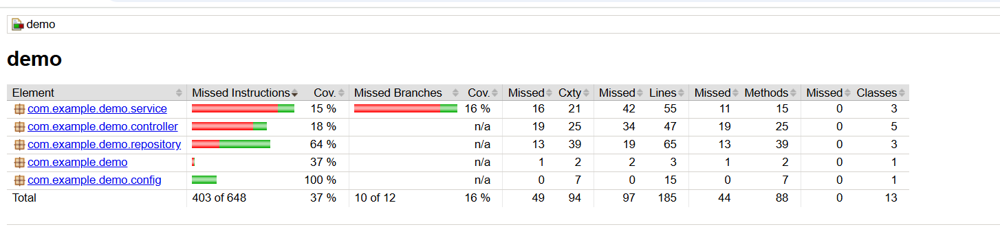 demo
demo
Element Missed Instructions Cov. Missed Branches Cov. Missed Cxty Missed Lines Missed Methods Missed Classes
com.example.demo.service 15 % 16 % 16 21 42 55 11 15 0 3
com.example.demo.controller 18 % n/a 19 25 34 47 19 25 0 5
com.example.demo.repository 64 % n/a 13 39 19 65 13 39 0 3
com.example.demo 37 % n/a 1 2 2 3 1 2 0 1
com.example.demo.config 100 % n/a 0 7 0 15 0 7 0 1
Total 403 of 648 37 % 10 of 12 16 % 49 94 97 185 44 88 0 13